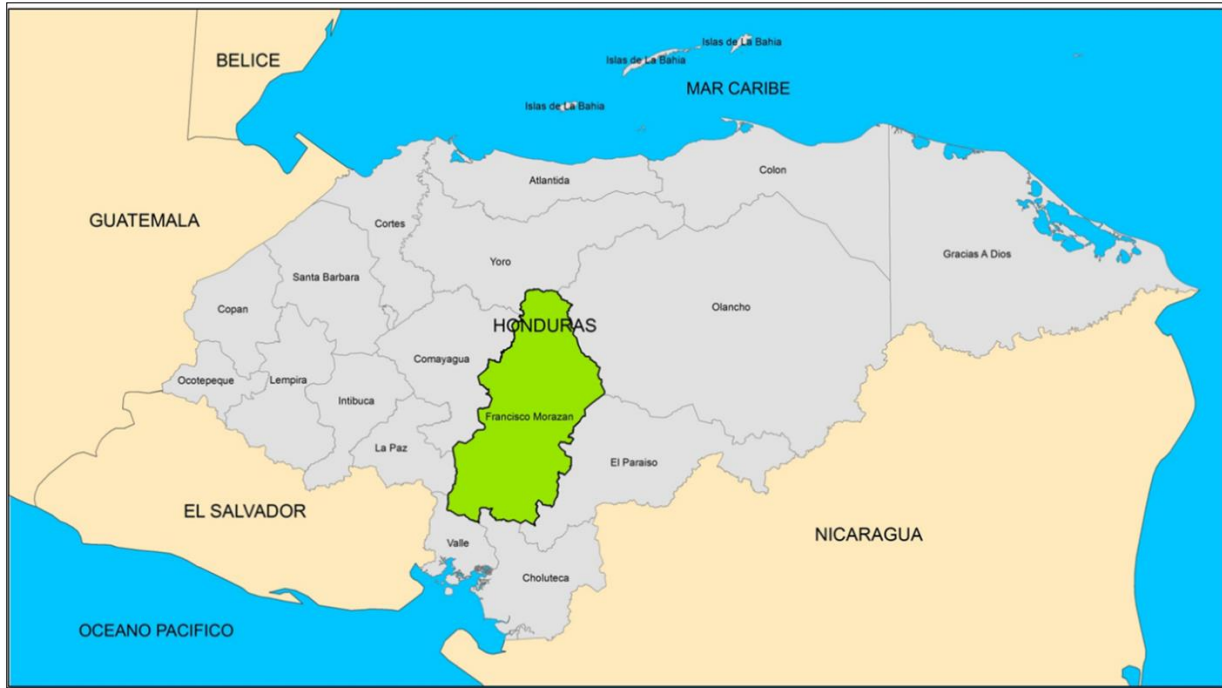 BELICE
Islas de La Bahia
Islas de La Bahia
MAR CARIBE
Islas de La Bahia
Atlantida
Colon
GUATEMALA
Cortes
Gracias A Dios
Yoro
Santa Barbara
Copan
Olancho
HONDURAS
Comayagua
Ocotepeque
Lempira
Intibuca
Francisco Morazan
La Paz
El Paraiso
EL SALVADOR
NICARAGUA
Valle
Choluteca
OCEANO PACIFICO